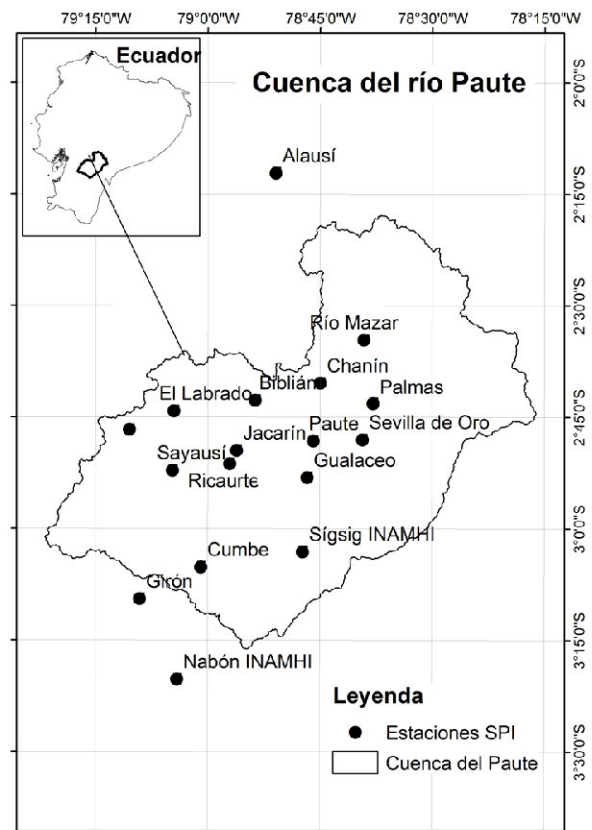 79°15'0"W 79°0'0"W 78°45'0"W 78°30'0"W 78°15'0"W
Ecuador
Cuenca del río Paute
2°0'0"S
Alausí
2°15'0"S
2°30'0"S
Río Mazar
Chanín
Biblián
Palmas
El Labrado
2°45'0"S
Jacarín
Paute
Sevilla de Oro
Sayausí
Gualaceo
Ricaurte
3°0'0"S
Sígsig INAMHI
Cumbe
Girón
3°15'0"S
Nabón INAMHI
Leyenda
Estaciones SPI
3°30'0"S
Cuenca del Paute